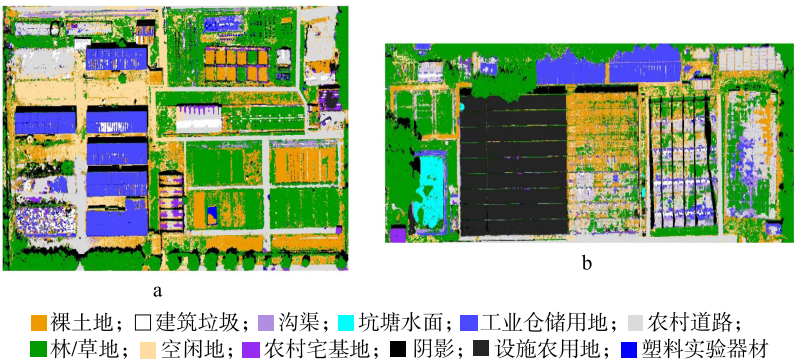 a
b
裸土地；建筑垃圾；沟渠；坑塘水面；工业仓储用地；农村道路；
林/草地；空闲地；农村宅基地；阴影；设施农用地；塑料实验器材